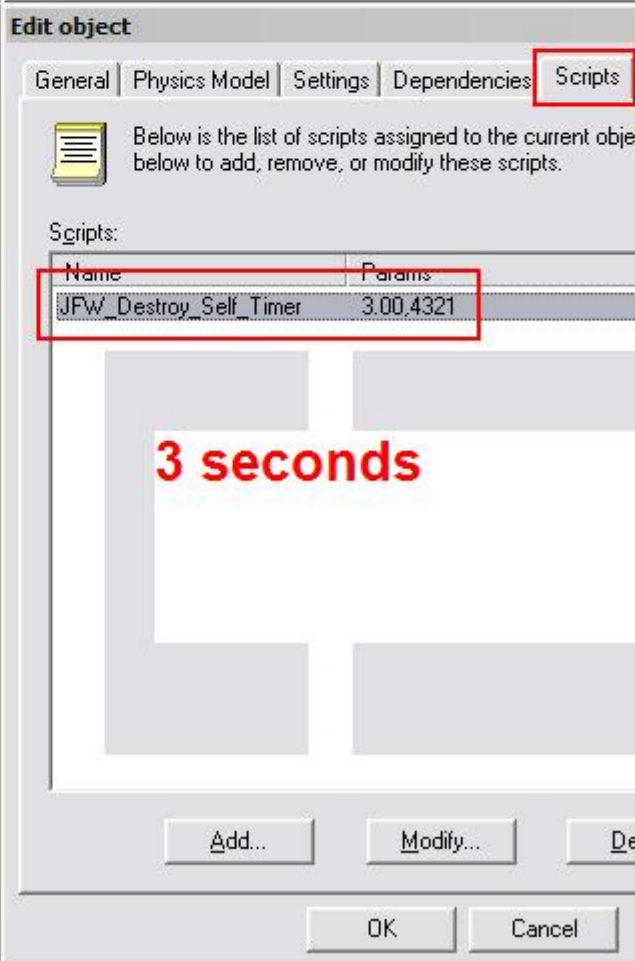 Edit object
General Physics Model Settings Dependencies Scripts
Below is the list of scripts assigned to the current
below to add, remove, or modify these scripts.
Scripts:
Name Params
JFW_Destroy_Self_Timer 3.00,4321
3 seconds
Add... Modify...
OK Cancel